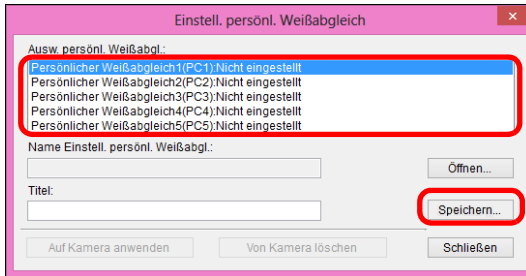 Einstell. persönl. Weißabgleich
Ausw. persönl. Weißabgl.:
Persönlicher Weißabgleich1(PC1):Nicht eingestellt
Persönlicher Weißabgleich2(PC2):Nicht eingestellt
Persönlicher Weißabgleich3(PC3):Nicht eingestellt
Persönlicher Weißabgleich4(PC4):Nicht eingestellt
Persönlicher Weißabgleich5(PC5):Nicht eingestellt
Name Einstell. persönl. Weißabgl.:
Öffnen...
Titel:
Speichern...
Auf Kamera anwenden Von Kamera löschen Schließen